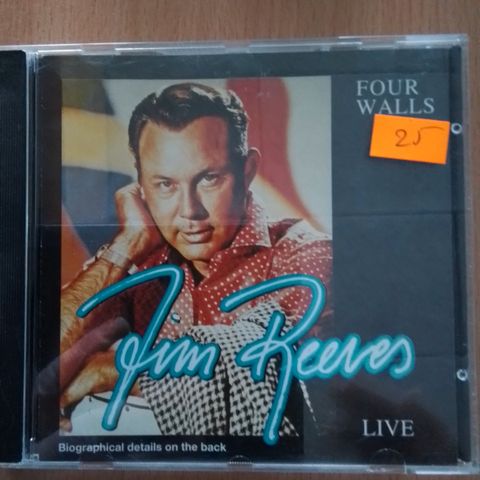 FOUR
WALLS
25
Jim Reeves
LIVE
Biographical details on the back